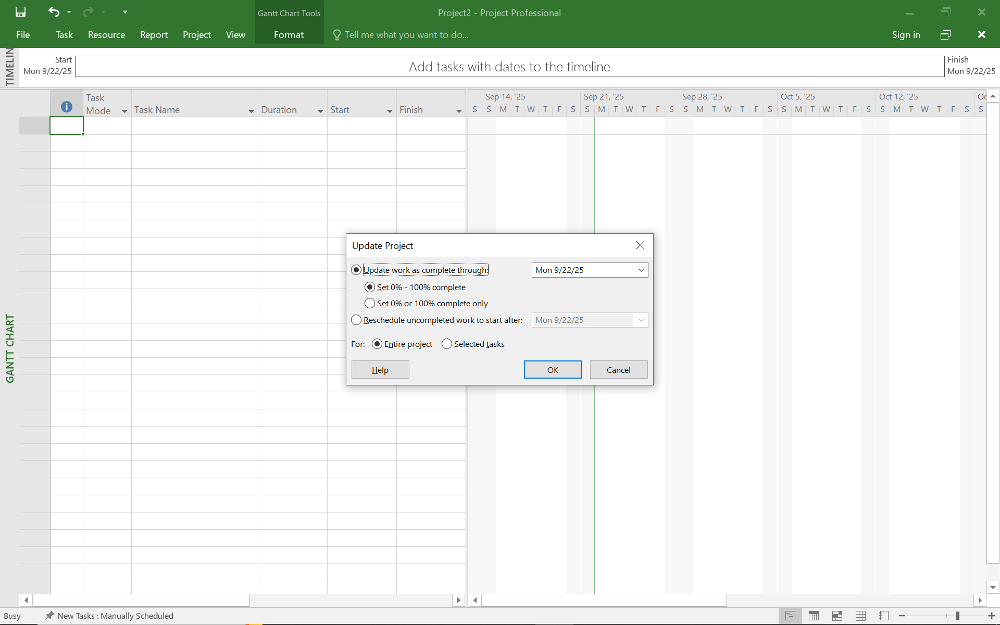 Gantt Chart Tools
Project2 - Project Professional
File Task Resource Report Project View Format Tell me what you want to do... Sign in
TIMELIN
Start
Mon 9/22/25
Add tasks with dates to the timeline
Finish
Mon 9/22/25
GANTT CHART
Task Mode Task Name Duration Start Finish
Sep 14, '25 Sep 21, '25 Sep 28, '25 Oct 5, '25 Oct 12, '25 Oc
S S M T W T F S S M T W T F S S M T W T F S S M T W T F S S M T W T F S S
Update Project
Update work as complete through: Mon 9/22/25
Set 0% - 100% complete
Set 0% or 100% complete only
Reschedule uncompleted work to start after: Mon 9/22/25
For: Entire project Selected tasks
Help OK Cancel
Busy New Tasks : Manually Scheduled